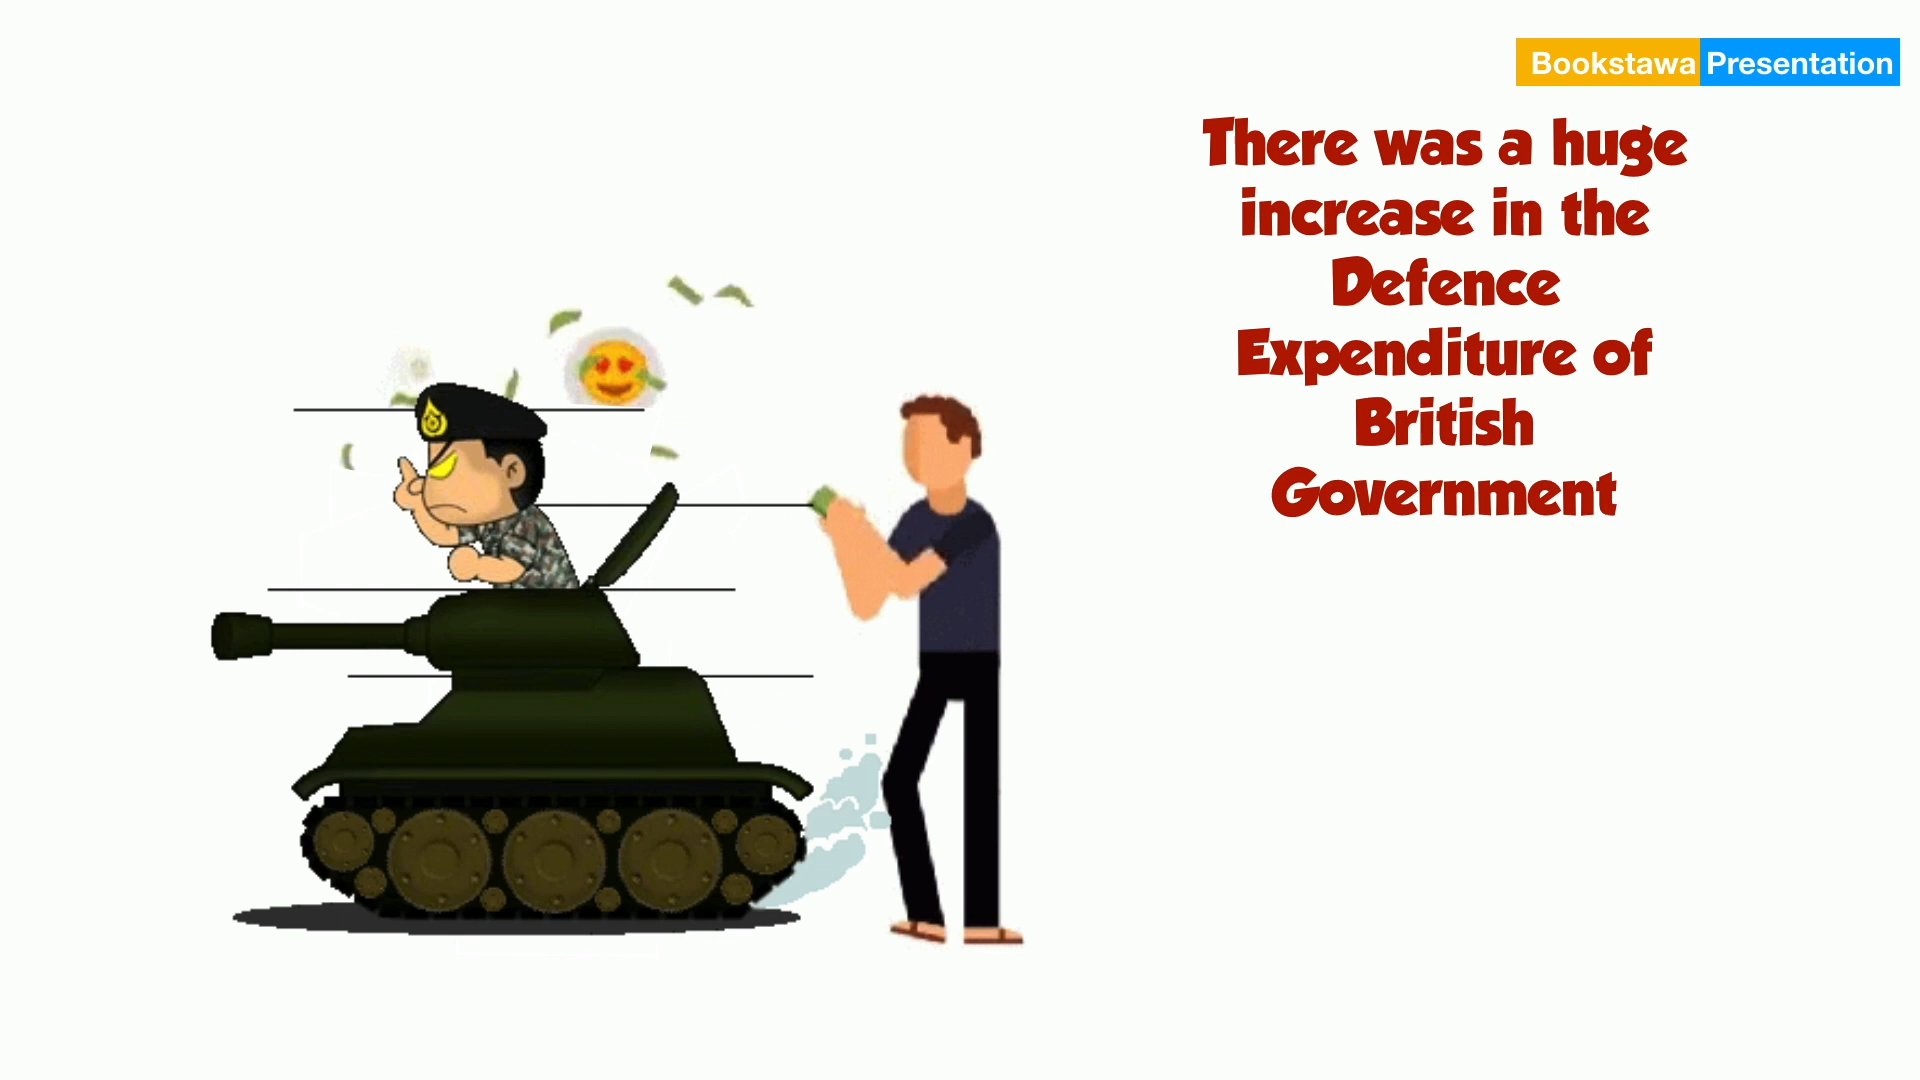 Bookstawa Presentation
There was a huge
increase in the
Defence
Expenditure of
British
Government